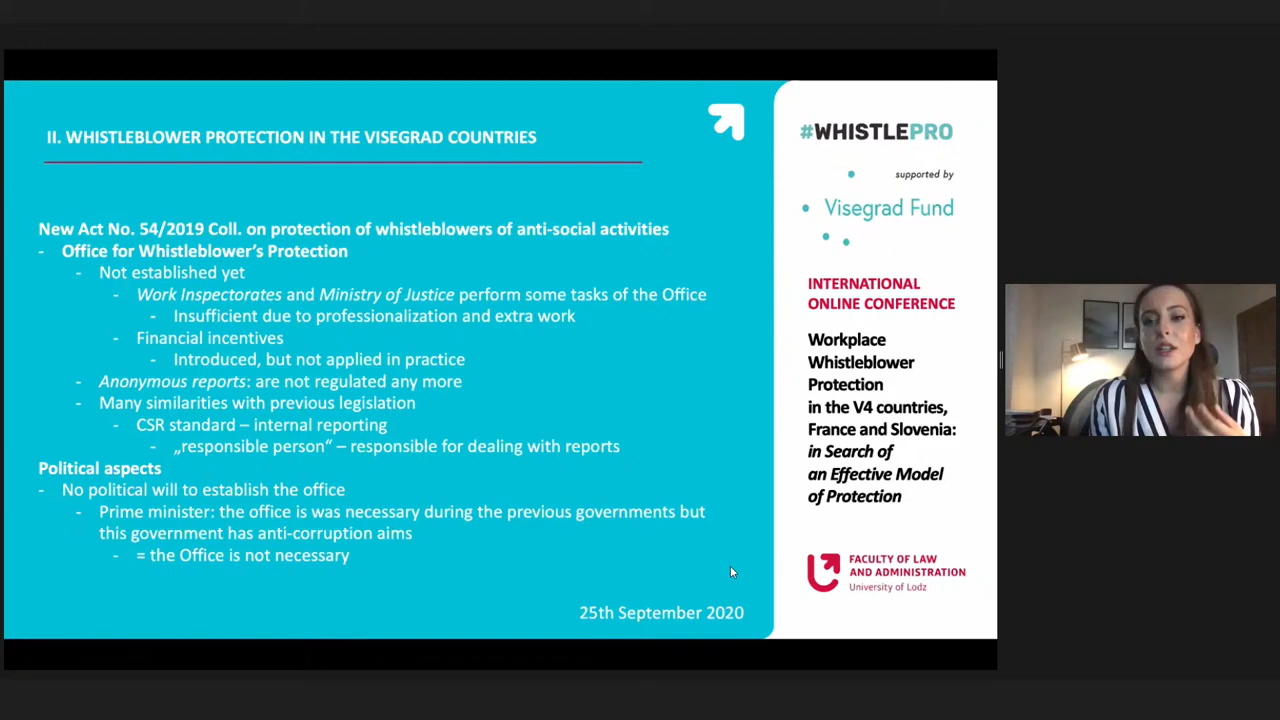 II. WHISTLEBLOWER PROTECTION IN THE VISEGRAD COUNTRIES
New Act No. 54/2019 Coll. on protection of whistleblowers of anti-social activities
- Office for Whistleblower's Protection
- Not established yet
- Work Inspectorates and Ministry of Justice perform some tasks of the Office
- Insufficient due to professionalization and extra work
- Financial incentives
- Introduced, but not applied in practice
- Anonymous reports: are not regulated any more
- Many similarities with previous legislation
- CSR standard – internal reporting
- „responsible person“ – responsible for dealing with reports
Political aspects
- No political will to establish the office
- Prime minister: the office is was necessary during the previous governments but
this government has anti-corruption aims
- = the Office is not necessary
25th September 2020
#WHISTLEPRO
supported by
Visegrad Fund
INTERNATIONAL
ONLINE CONFERENCE
Workplace
Whistleblower
Protection
in the V4 countries,
France and Slovenia:
in Search of
an Effective Model
of Protection
FACULTY OF LAW
AND ADMINISTRATION
University of Lodz